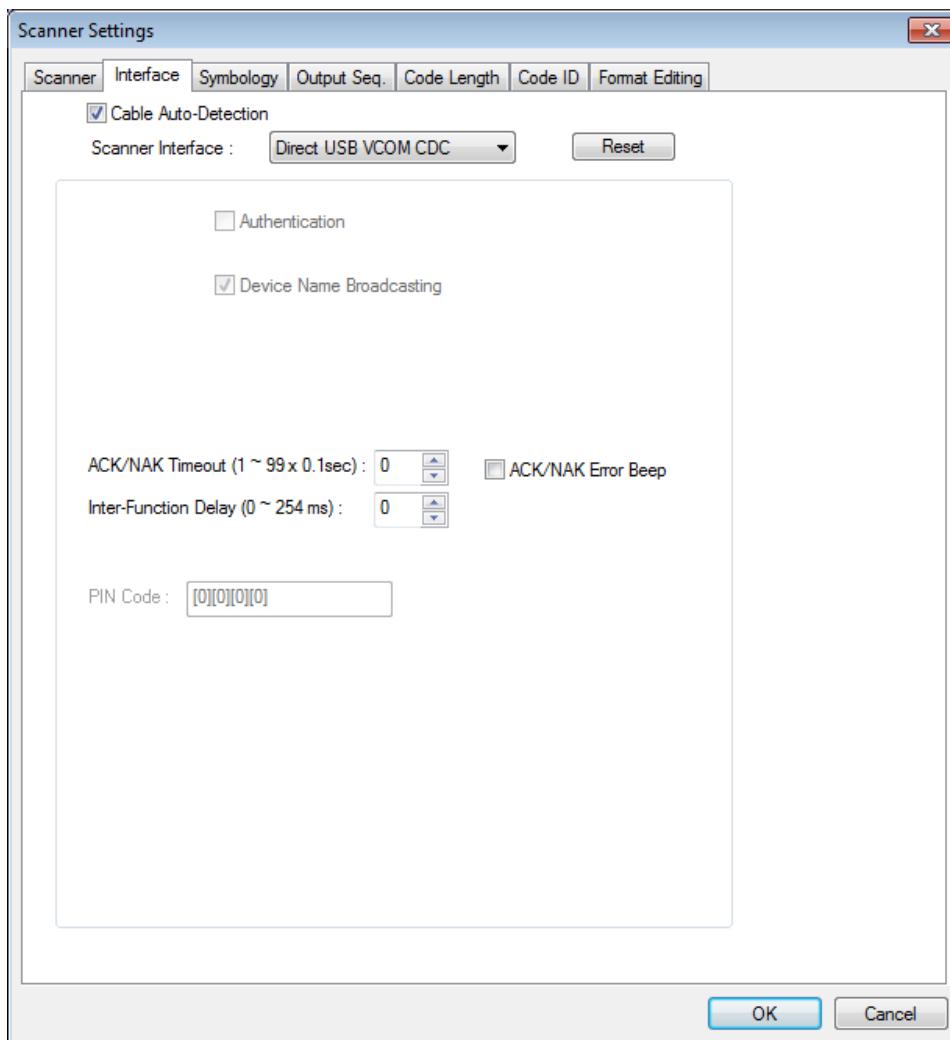 Scanner Settings
Scanner Interface Symbology Output Seq. Code Length Code ID Format Editing
Cable Auto-Detection
Scanner Interface : Direct USB VCOM CDC Reset
Authentication
Device Name Broadcasting
ACK/NAK Timeout (1 ~ 99 x 0.1sec) : 0 ACK/NAK Error Beep
Inter-Function Delay (0 ~ 254 ms) : 0
PIN Code : [0][0][0][0]
OK Cancel